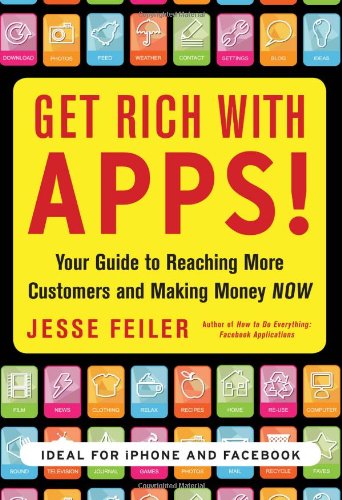 DOWNLOAD PHOTOS FEED WEATHER CONTACT SETTINGS BLOG IDEAS
GET RICH WITH
APPS!
Your Guide to Reaching More
Customers and Making Money NOW
JESSE FEILER
Author of How to Do Everything:
Facebook Applications
FILM NEWS CLOTHING RELAX RECIPES HOME RE-USE COMPUTER
IDEAL FOR iPHONE AND FACEBOOK
SOUND TELEVISION JOURNAL GAMES PHOTOS MAIL RECYCLE FAVES